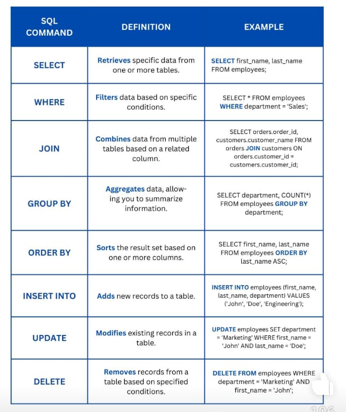 SQL
COMMAND
DEFINITION
EXAMPLE
SELECT
Retrieves specific data from
one or more tables.
SELECT first_name, last_name
FROM employees;
WHERE
Filters data based on specific
conditions.
SELECT * FROM employees
WHERE department = 'Sales';
JOIN
Combines data from multiple
tables based on a related
column.
SELECT orders.order_id,
customers.customer_name FROM
orders JOIN customers ON
orders.customer_id =
customers.customer_id;
GROUP BY
Aggregates data, allow-
ing you to summarize
information.
SELECT department, COUNT(*)
FROM employees GROUP BY
department;
ORDER BY
Sorts the result set based on
one or more columns.
SELECT first_name, last_name
FROM employees ORDER BY
last_name ASC;
INSERT INTO
Adds new records to a table.
INSERT INTO employees (first_name,
last_name, department) VALUES
('John', 'Doe', 'Engineering');
UPDATE
Modifies existing records in a
table.
UPDATE employees SET department
= 'Marketing' WHERE first_name =
'John' AND last_name = 'Doe';
DELETE
Removes records from a
table based on specified
conditions.
DELETE FROM employees WHERE
department = 'Marketing' AND
first_name = 'John';